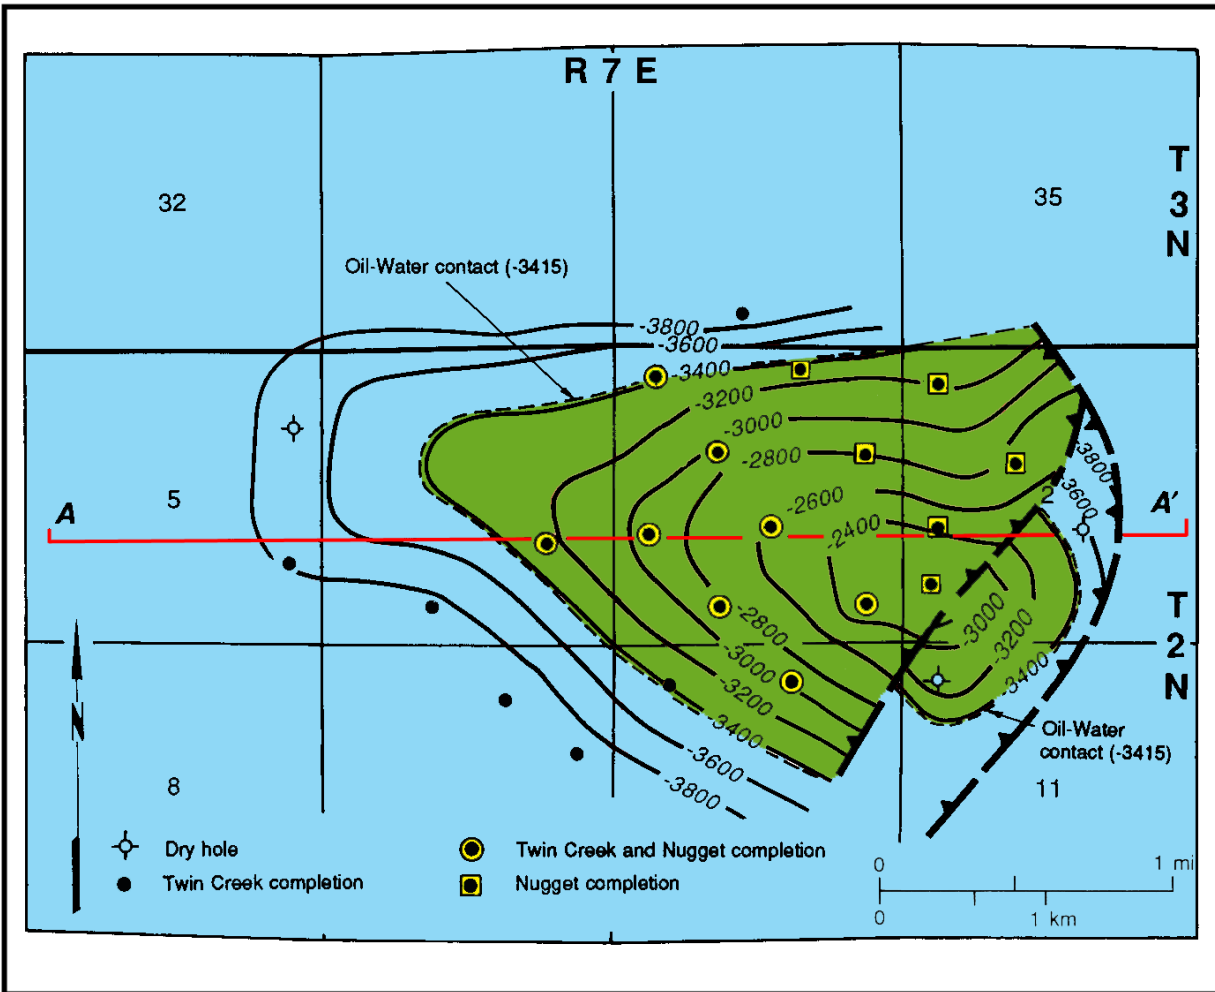 R 7 E
T
3
N
32
35
Oil-Water contact (-3415)
-3800
-3600
-3400
-3200
-3000
-2800
-2600
-2400
-3800
-3600
2
A
5
A'
-2800
-3000
-3200
-3400
-3600
-3800
-3000
-3200
-3400
T
2
N
N
Oil-Water
contact (-3415)
8
11
Dry hole
Twin Creek completion
Twin Creek and Nugget completion
Nugget completion
0
1 mi
0
1 km